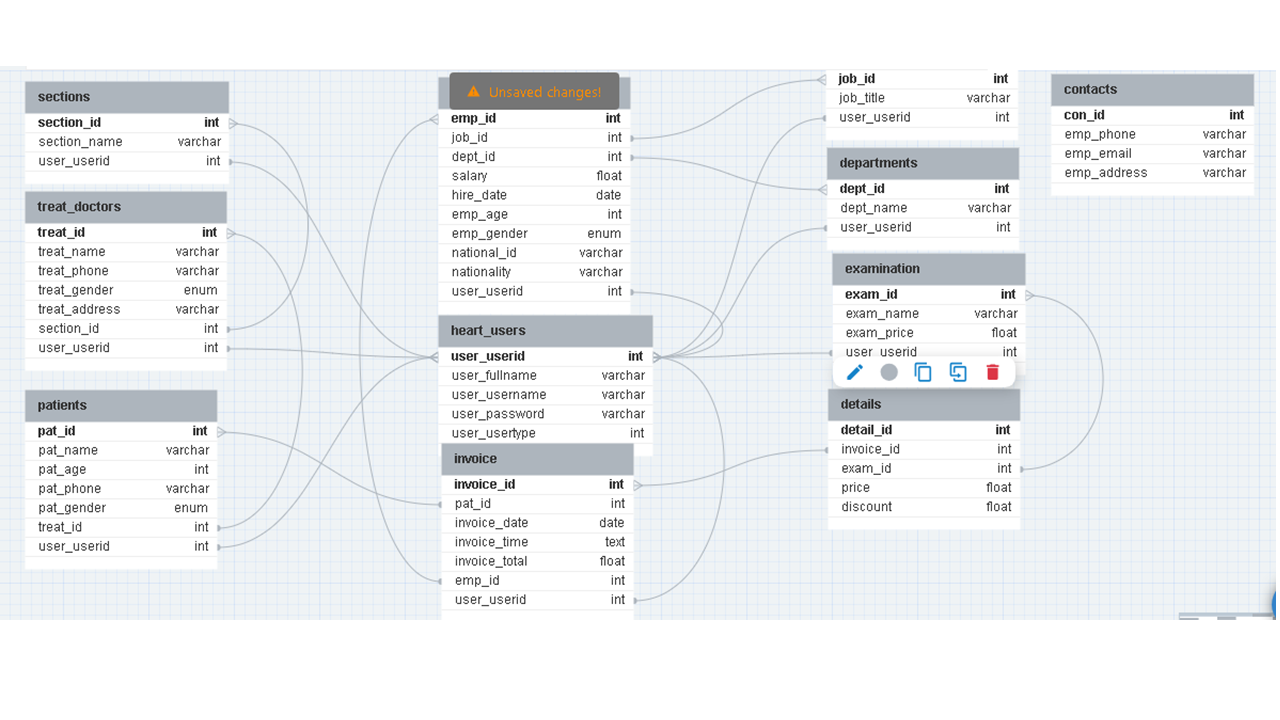 sections
section_id int
section_name varchar
user_userid int
treat_doctors
treat_id int
treat_name varchar
treat_phone varchar
treat_gender enum
treat_address varchar
section_id int
user_userid int
patients
pat_id int
pat_name varchar
pat_age int
pat_phone varchar
pat_gender enum
treat_id int
user_userid int
Unsaved changes!
emp_id int
job_id int
dept_id int
salary float
hire_date date
emp_age int
emp_gender enum
national_id varchar
nationality varchar
user_userid int
heart_users
user_userid int
user_fullname varchar
user_username varchar
user_password varchar
user_usertype int
invoice
invoice_id int
pat_id int
invoice_date date
invoice_time text
invoice_total float
emp_id int
user_userid int
job_id int
job_title varchar
user_userid int
departments
dept_id int
dept_name varchar
user_userid int
examination
exam_id int
exam_name varchar
exam_price float
user_userid int
details
detail_id int
invoice_id int
exam_id int
price float
discount float
contacts
con_id int
emp_phone varchar
emp_email varchar
emp_address varchar